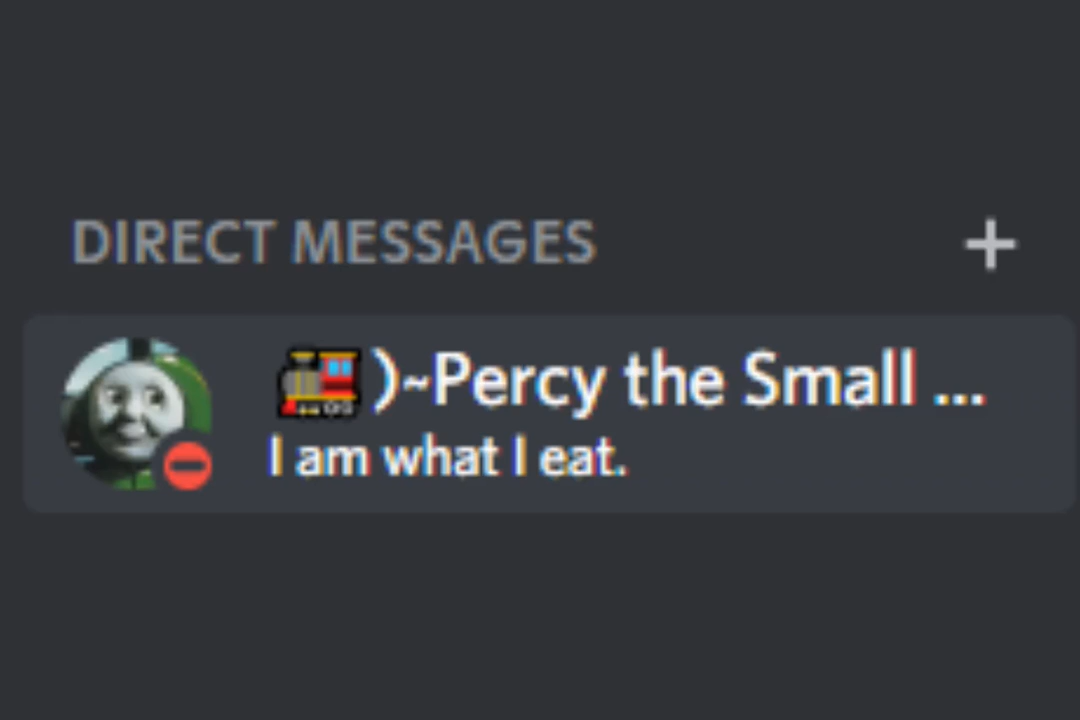 DIRECT MESSAGES
🚂)~Percy the Small ...
I am what I eat.